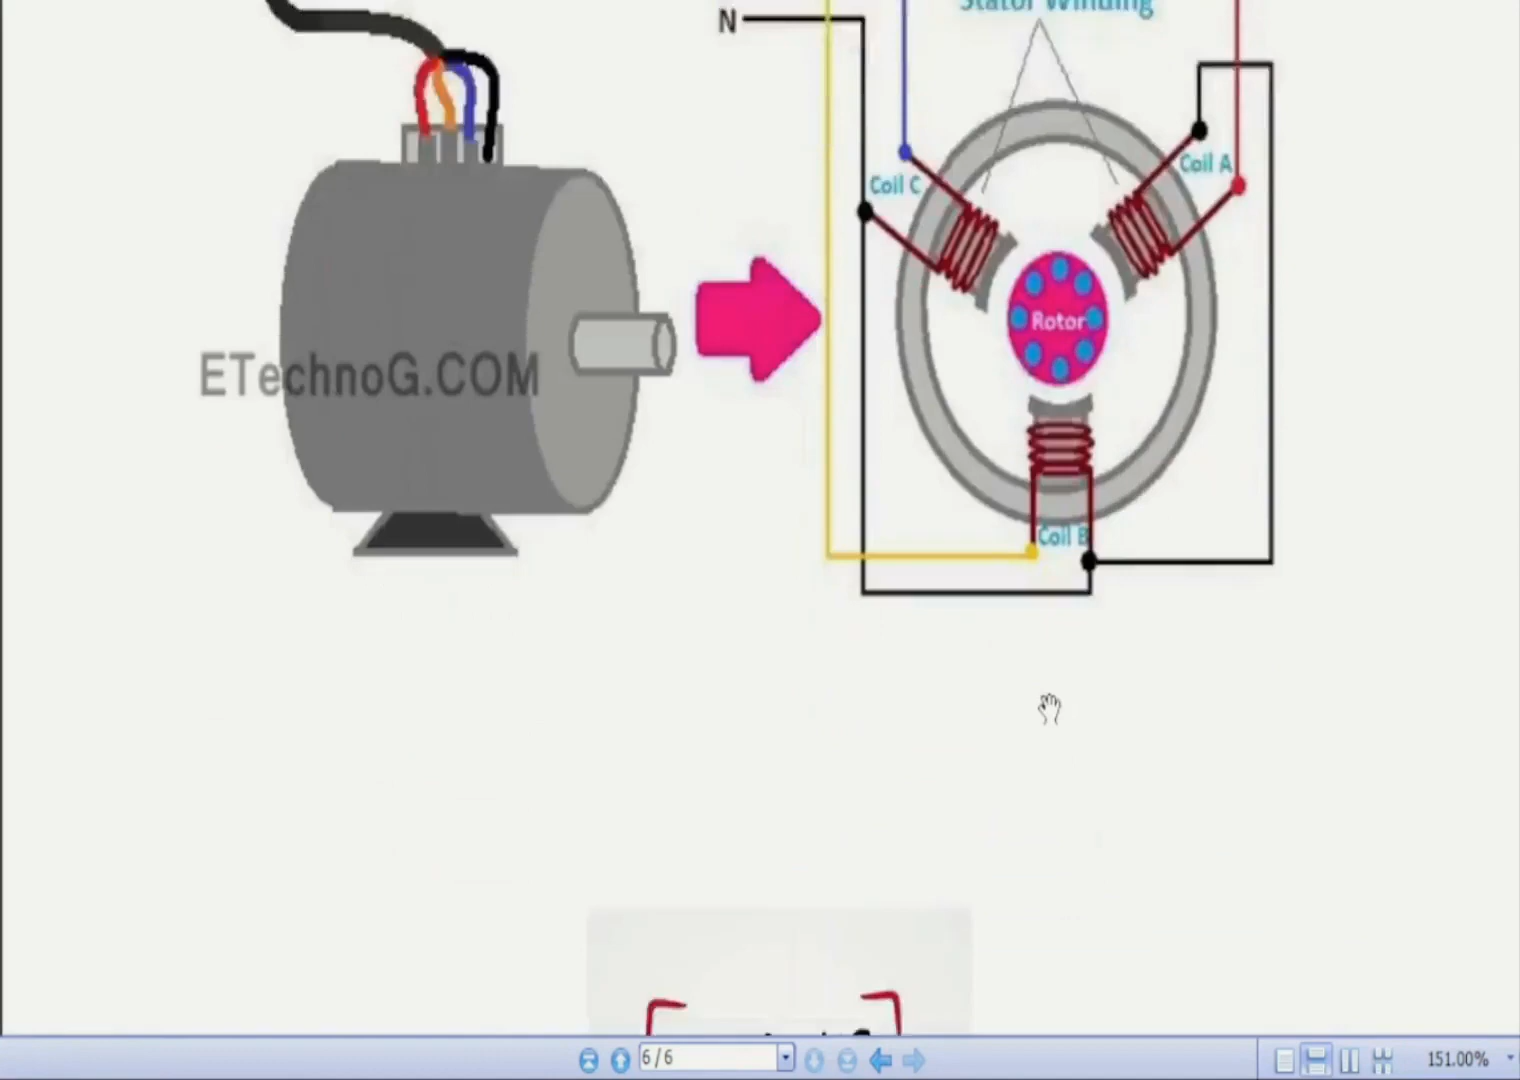 Stator Winding
N
Coil A
Coil C
Rotor
ETechnoG.COM
Coil B
6/6
151.00%